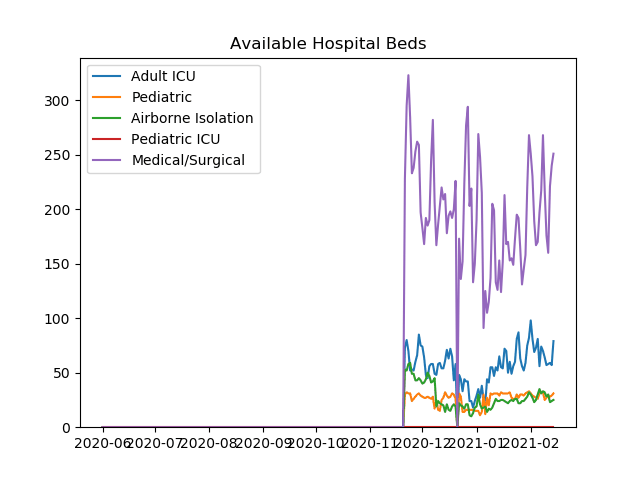 Available Hospital Beds
Adult ICU
Pediatric
Airborne Isolation
Pediatric ICU
Medical/Surgical
300
250
200
150
100
50
0
2020-06 2020-07 2020-08 2020-09 2020-10 2020-11 2020-12 2021-01 2021-02